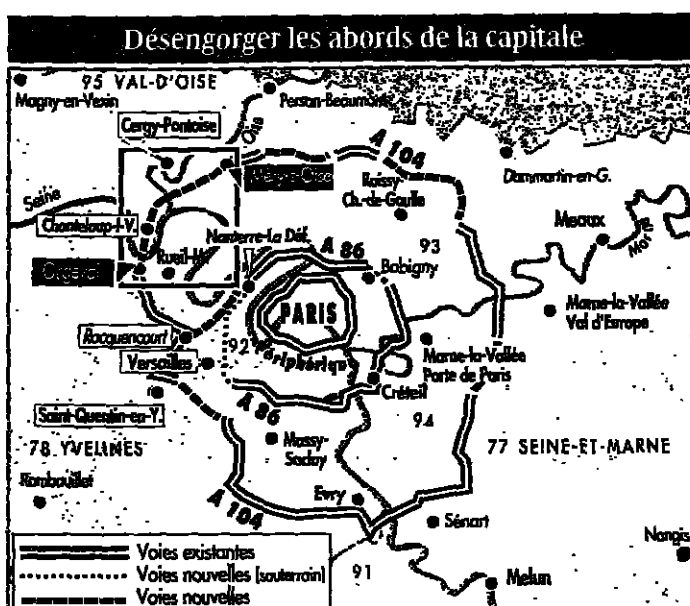 Désengorger les abords de la capitale
95 VAL-D'OISE
Magny-en-Vexin
Persan-Beaumont
Cergy-Pontoise
Oise
A 104
Dammartin-en-G.
Roissy
Ch.-de-Gaulle
Seine
Chanteloup-l-V.
Nanterre-La Déf.
A 86
93
Meaux
Marne
Orgeval
Rueil-M.
Bobigny
PARIS
Marne-la-Vallée
Val d'Europe
Rocquencourt
92
Périphérique
Versailles
Marne-la-Vallée
Porte de Paris
Créteil
Saint-Quentin-en-Y.
A 86
94
78 YVELINES
Massy-
Saclay
77 SEINE-ET-MARNE
Rambouillet
Evry
A 104
Sénart
Nangis
Voies existantes
Voies nouvelles (souterrain)
91
Voies nouvelles
Melun